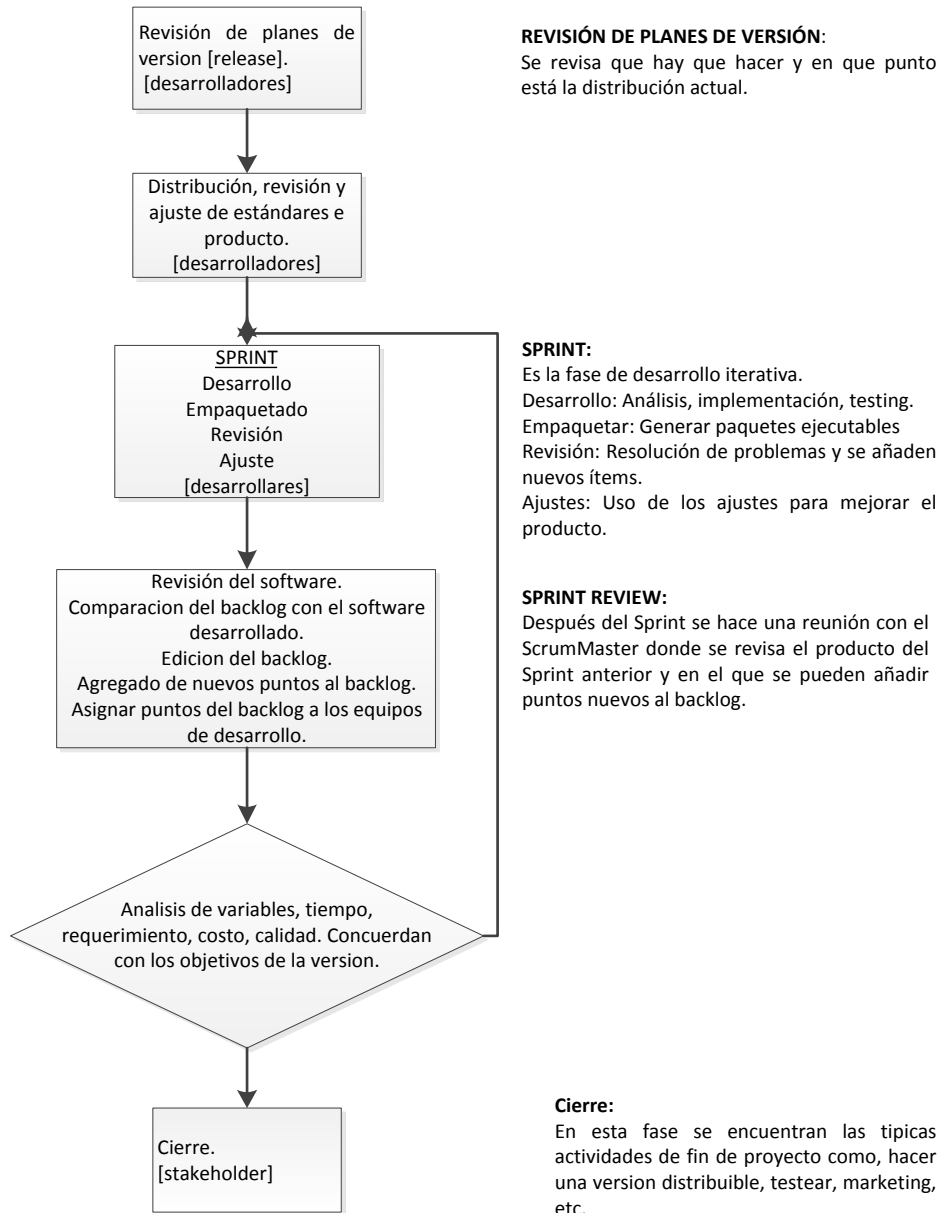 Revisión de planes de
version [release].
[desarrolladores]
REVISIÓN DE PLANES DE VERSIÓN:
Se revisa que hay que hacer y en que punto
está la distribución actual.
Distribución, revisión y
ajuste de estándares e
producto.
[desarrolladores]
SPRINT
Desarrollo
Empaquetado
Revisión
Ajuste
[desarrollares]
SPRINT:
Es la fase de desarrollo iterativa.
Desarrollo: Análisis, implementación, testing.
Empaquetar: Generar paquetes ejecutables
Revisión: Resolución de problemas y se añaden
nuevos ítems.
Ajustes: Uso de los ajustes para mejorar el
producto.
Revisión del software.
Comparacion del backlog con el software
desarrollado.
Edicion del backlog.
Agregado de nuevos puntos al backlog.
Asignar puntos del backlog a los equipos
de desarrollo.
SPRINT REVIEW:
Después del Sprint se hace una reunión con el
ScrumMaster donde se revisa el producto del
Sprint anterior y en el que se pueden añadir
puntos nuevos al backlog.
Analisis de variables, tiempo,
requerimiento, costo, calidad. Concuerdan
con los objetivos de la version.
Cierre.
[stakeholder]
Cierre:
En esta fase se encuentran las tipicas
actividades de fin de proyecto como, hacer
una version distribuible, testear, marketing,
etc.